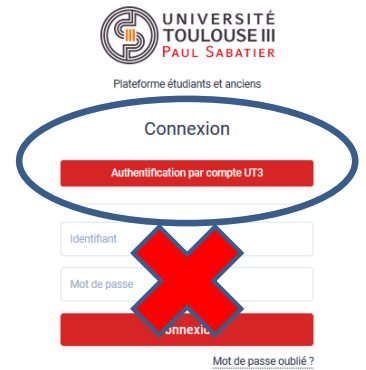 UNIVERSITÉ
TOULOUSE III
PAUL SABATIER
Plateforme étudiants et anciens
Connexion
Authentification par compte UT3
Identifiant
Mot de passe
Mot de passe oublié ?